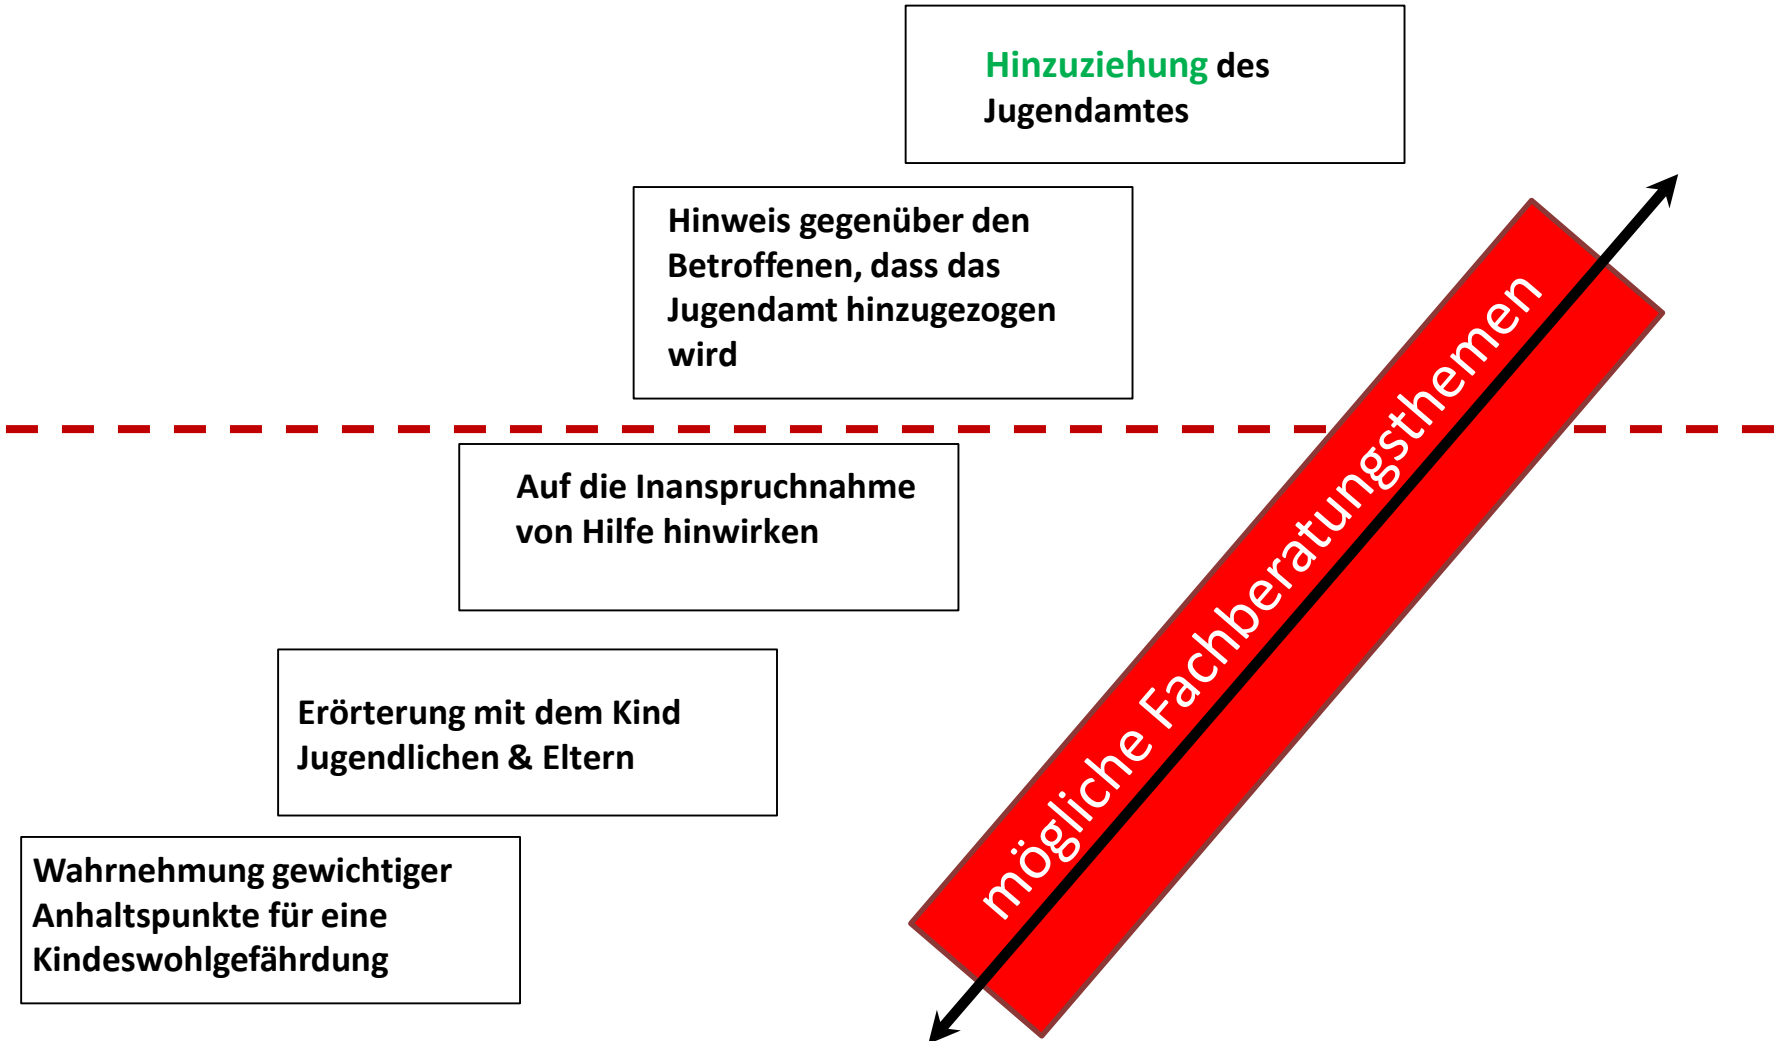 Hinzuziehung des
Jugendamtes
Hinweis gegenüber den
Betroffenen, dass das
Jugendamt hinzugezogen
wird
Auf die Inanspruchnahme
von Hilfe hinwirken
Erörterung mit dem Kind
Jugendlichen & Eltern
Wahrnehmung gewichtiger
Anhaltspunkte für eine
Kindeswohlgefährdung
mögliche Fachberatungsthemen